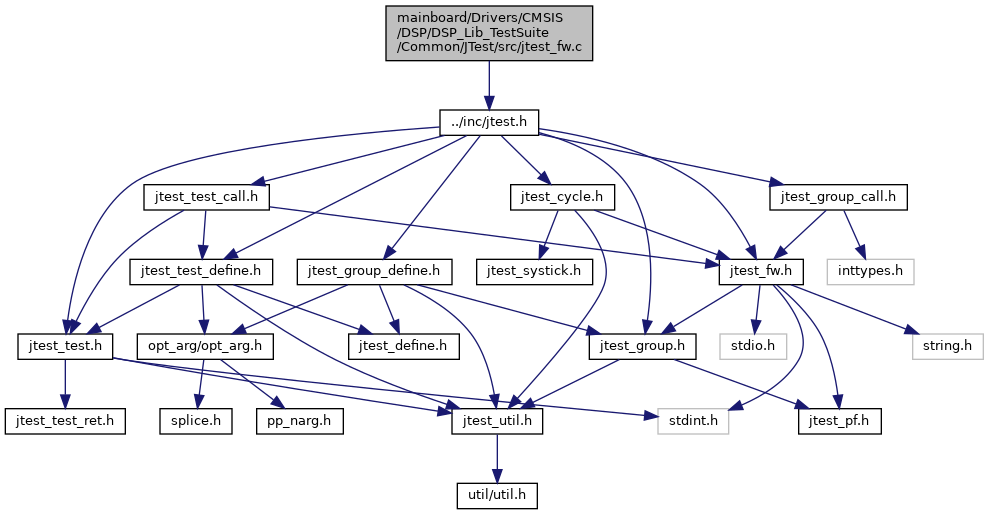 mainboard/Drivers/CMSIS
/DSP/DSP_Lib_TestSuite
/Common/JTest/src/jtest_fw.c
../inc/jtest.h
jtest_test_call.h
jtest_cycle.h
jtest_group_call.h
jtest_test_define.h
jtest_group_define.h
jtest_systick.h
jtest_fw.h
inttypes.h
jtest_test.h
opt_arg/opt_arg.h
jtest_define.h
jtest_group.h
stdio.h
string.h
jtest_test_ret.h
splice.h
pp_narg.h
jtest_util.h
stdint.h
jtest_pf.h
util/util.h